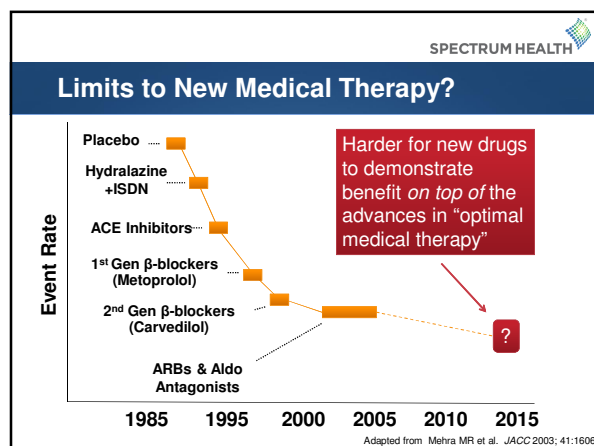 SPECTRUM HEALTH
Limits to New Medical Therapy?
Event Rate
Placebo
Hydralazine
+ISDN
ACE Inhibitors
1st Gen β-blockers
(Metoprolol)
2nd Gen β-blockers
(Carvedilol)
ARBs & Aldo
Antagonists
Harder for new drugs
to demonstrate
benefit on top of the
advances in “optimal
medical therapy”
?
1985 1995 2000 2005 2010 2015
Adapted from Mehra MR et al. JACC 2003; 41:1606